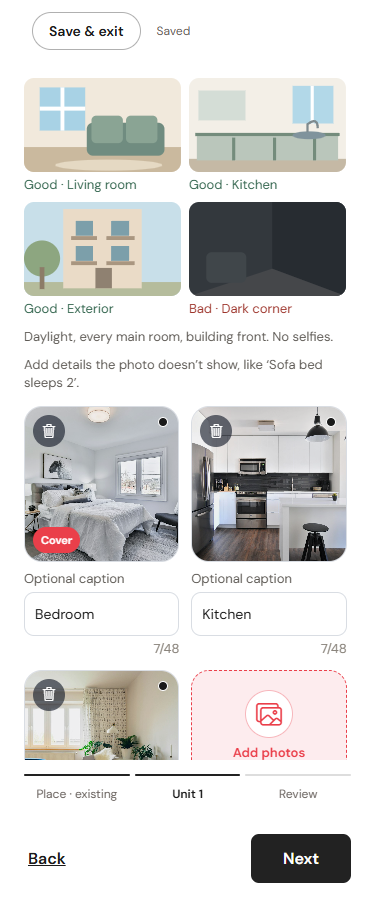 Save & exit
Saved
Good · Living room
Good · Kitchen
Good · Exterior
Bad · Dark corner
Daylight, every main room, building front. No selfies.
Add details the photo doesn’t show, like ‘Sofa bed
sleeps 2’.
Cover
Optional caption
Optional caption
Bedroom
Kitchen
7/48
7/48
Add photos
Place · existing
Unit 1
Review
Back
Next